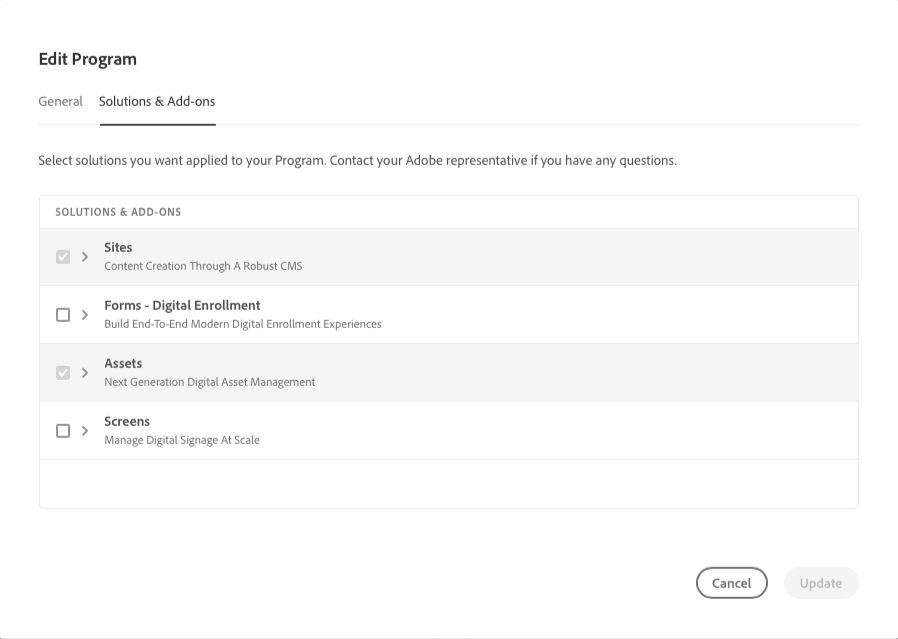 Edit Program
General Solutions & Add-ons
Select solutions you want applied to your Program. Contact your Adobe representative if you have any questions.
SOLUTIONS & ADD-ONS
Sites
Content Creation Through A Robust CMS
Forms - Digital Enrollment
Build End-To-End Modern Digital Enrollment Experiences
Assets
Next Generation Digital Asset Management
Screens
Manage Digital Signage At Scale
Cancel Update